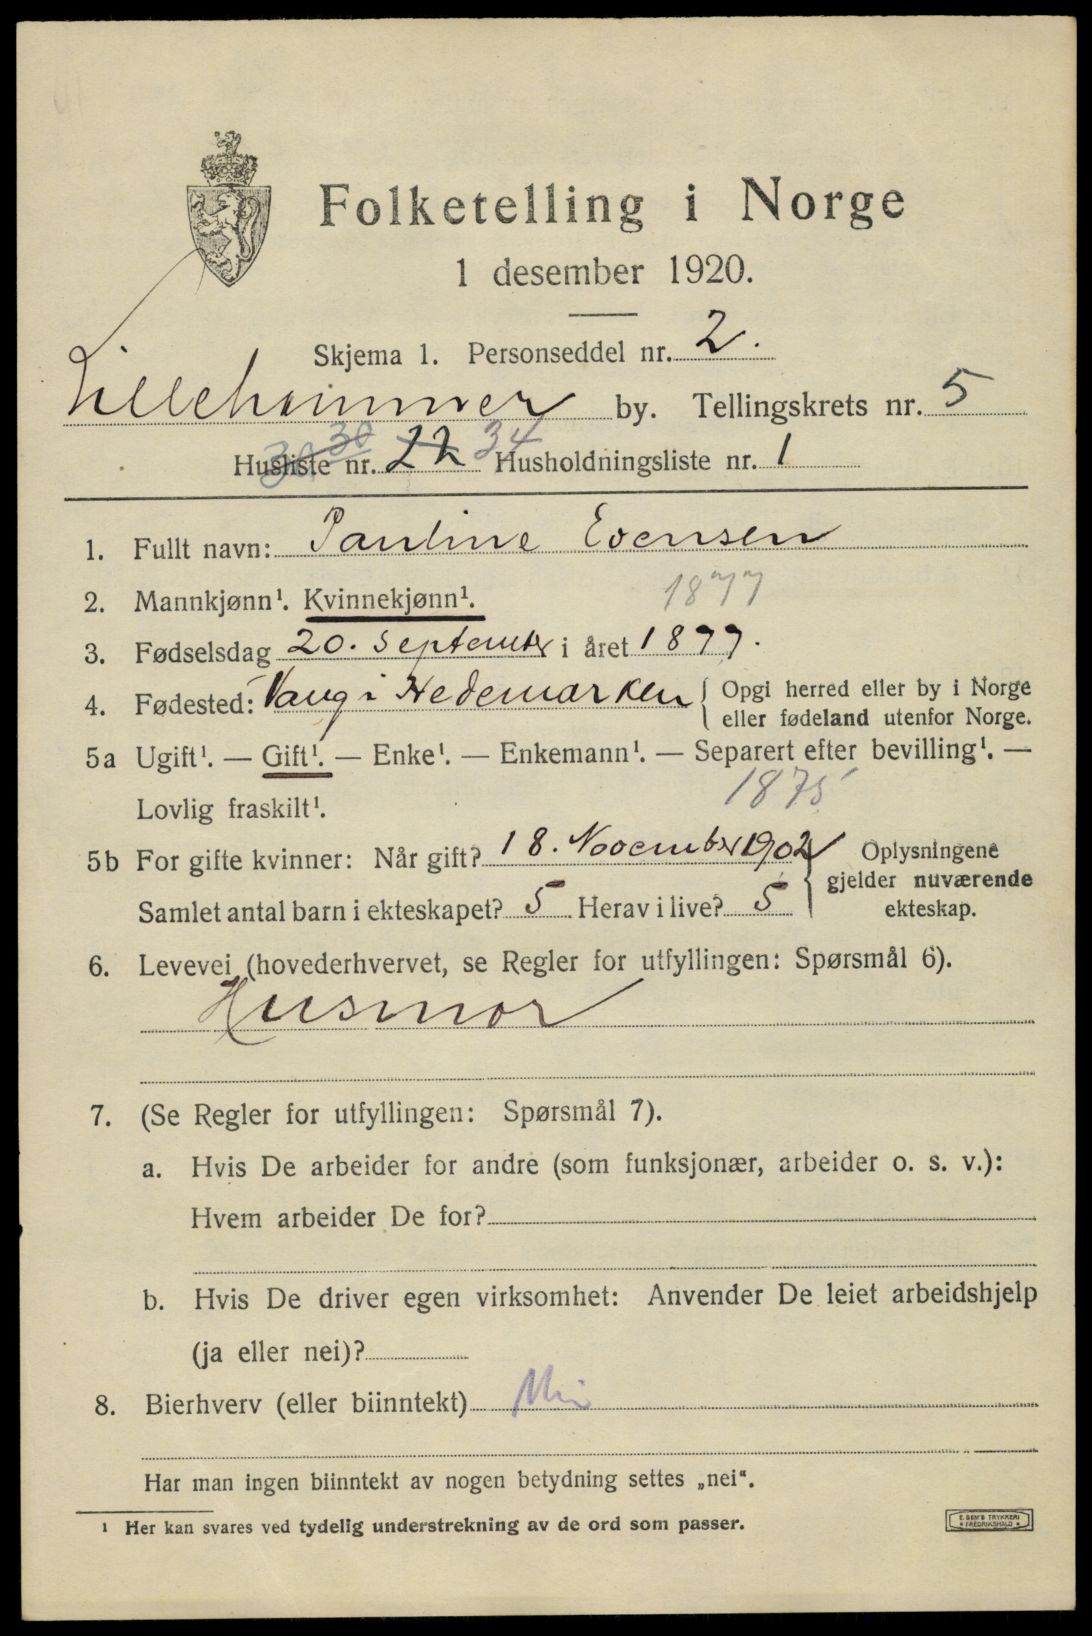 Folketelling i Norge
1 desember 1920.
Skjema 1. Personseddel nr. 2.
Lillehammer by. Tellingskrets nr. 5
30 30 34
Husliste nr. 22 Husholdningsliste nr. 1
1. Fullt navn: Pauline Evensen
2. Mannkjønn¹. Kvinnekjønn¹. 1877
3. Fødselsdag 20. September i året 1877.
4. Fødested: Vang i Hedemarken { Opgi herred eller by i Norge
eller fødeland utenfor Norge.
5a Ugift¹. — Gift¹. — Enke¹. — Enkemann¹. — Separert efter bevilling¹. —
Lovlig fraskilt¹. 1875
5b For gifte kvinner: Når gift? 18. November 1902 } Oplysningene
gjelder nuværende
Samlet antal barn i ekteskapet? 5 Herav i live? 5 ekteskap.
6. Levevei (hovederhvervet, se Regler for utfyllingen: Spørsmål 6).
Husmor
7. (Se Regler for utfyllingen: Spørsmål 7).
a. Hvis De arbeider for andre (som funksjonær, arbeider o. s. v.):
Hvem arbeider De for?
b. Hvis De driver egen virksomhet: Anvender De leiet arbeidshjelp
(ja eller nei)?
8. Bierhverv (eller biinntekt)
Har man ingen biinntekt av nogen betydning settes „nei“.
¹ Her kan svares ved tydelig understrekning av de ord som passer.
E. SEM'S TRYKKERI
FREDRIKSHALD